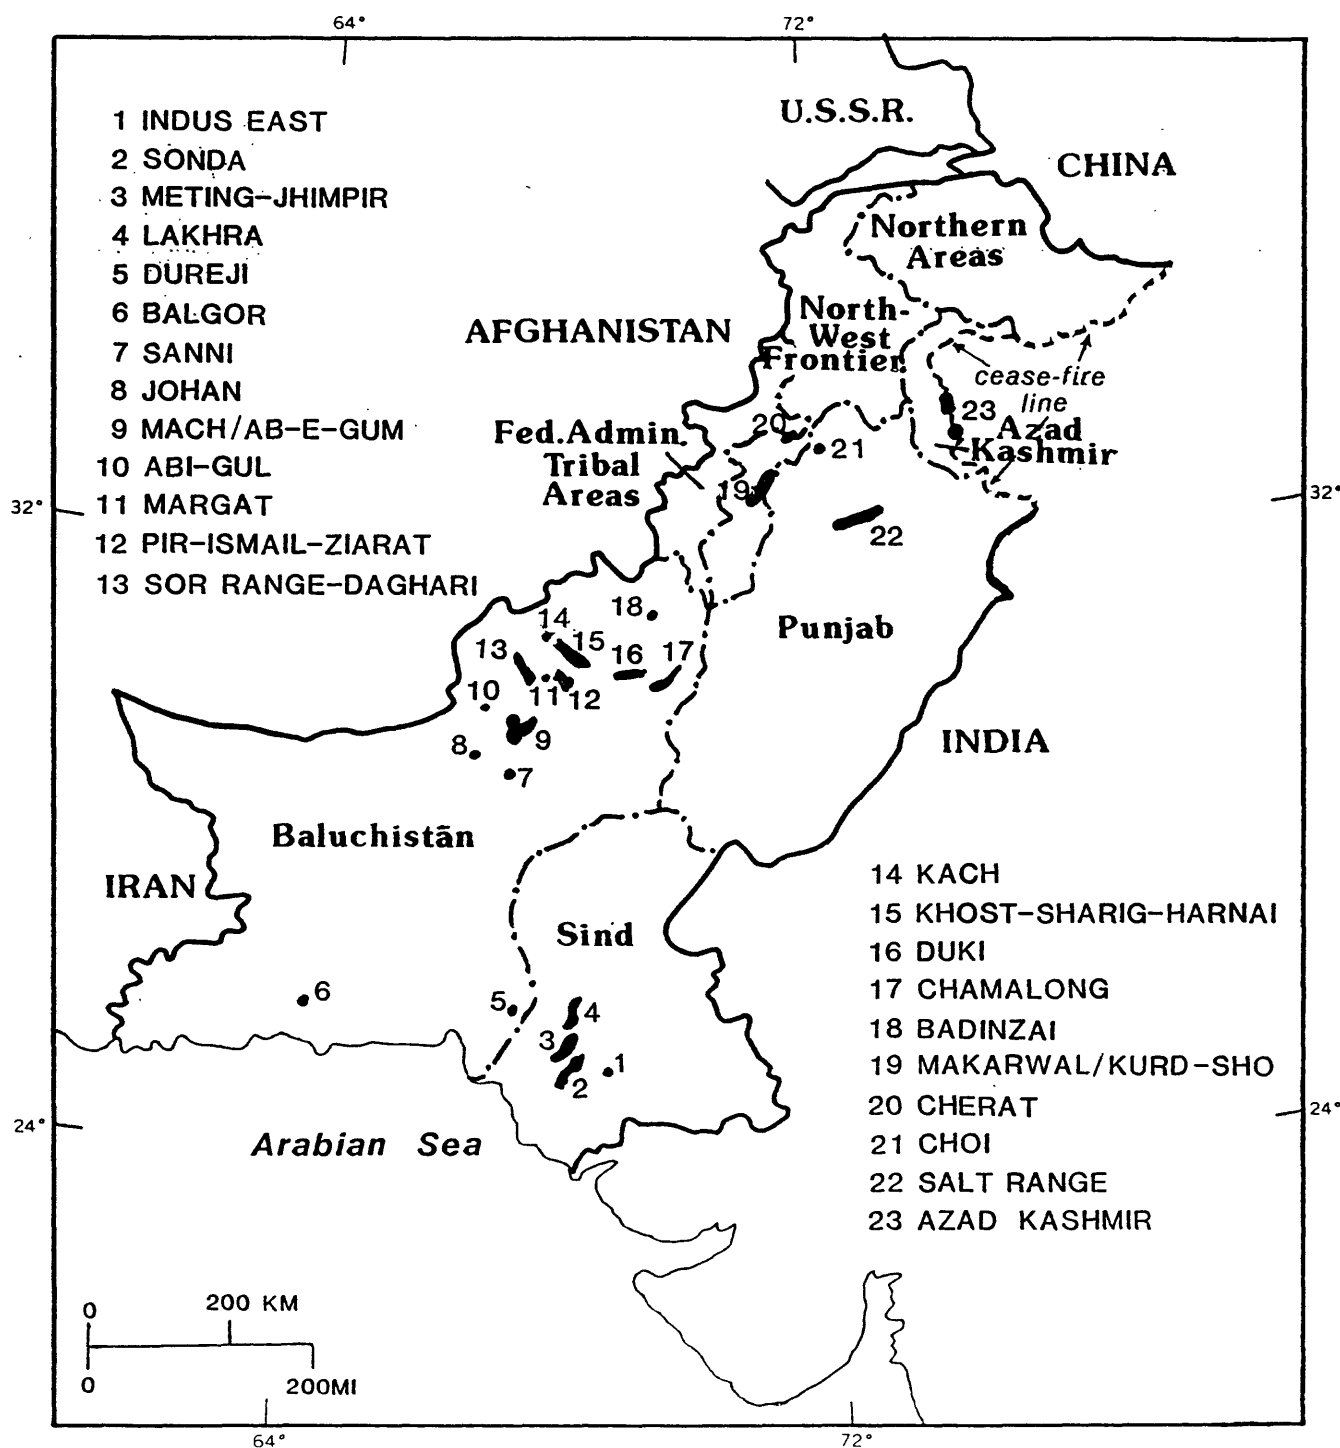 64°
72°
U.S.S.R.
CHINA
1 INDUS EAST
2 SONDA
3 METING-JHIMPIR
4 LAKHRA
5 DUREJI
6 BALGOR
7 SANNI
8 JOHAN
9 MACH/AB-E-GUM
10 ABI-GUL
11 MARGAT
12 PIR-ISMAIL-ZIARAT
13 SOR RANGE-DAGHARI
Northern
Areas
North-
West
Frontier
AFGHANISTAN
cease-fire
line
23
Azad
Kashmir
Fed. Admin.
Tribal
Areas
20
21
19
22
32°
32°
18
14
15
13
16
17
11
12
10
9
8
7
Punjab
INDIA
Baluchistān
IRAN
Sind
6
5
4
3
2
1
14 KACH
15 KHOST-SHARIG-HARNAI
16 DUKI
17 CHAMALONG
18 BADINZAI
19 MAKARWAL/KURD-SHO
20 CHERAT
21 CHOI
22 SALT RANGE
23 AZAD KASHMIR
24°
24°
Arabian Sea
0
200 KM
0
200MI
64°
72°